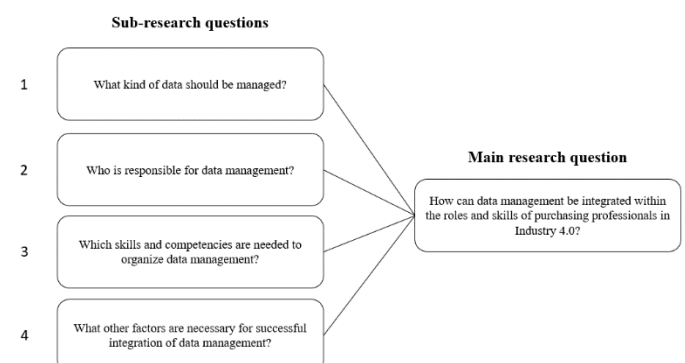 Sub-research questions
1
What kind of data should be managed?
2
Who is responsible for data management?
3
Which skills and competencies are needed to
organize data management?
4
What other factors are necessary for successful
integration of data management?
Main research question
How can data management be integrated within
the roles and skills of purchasing professionals in
Industry 4.0?